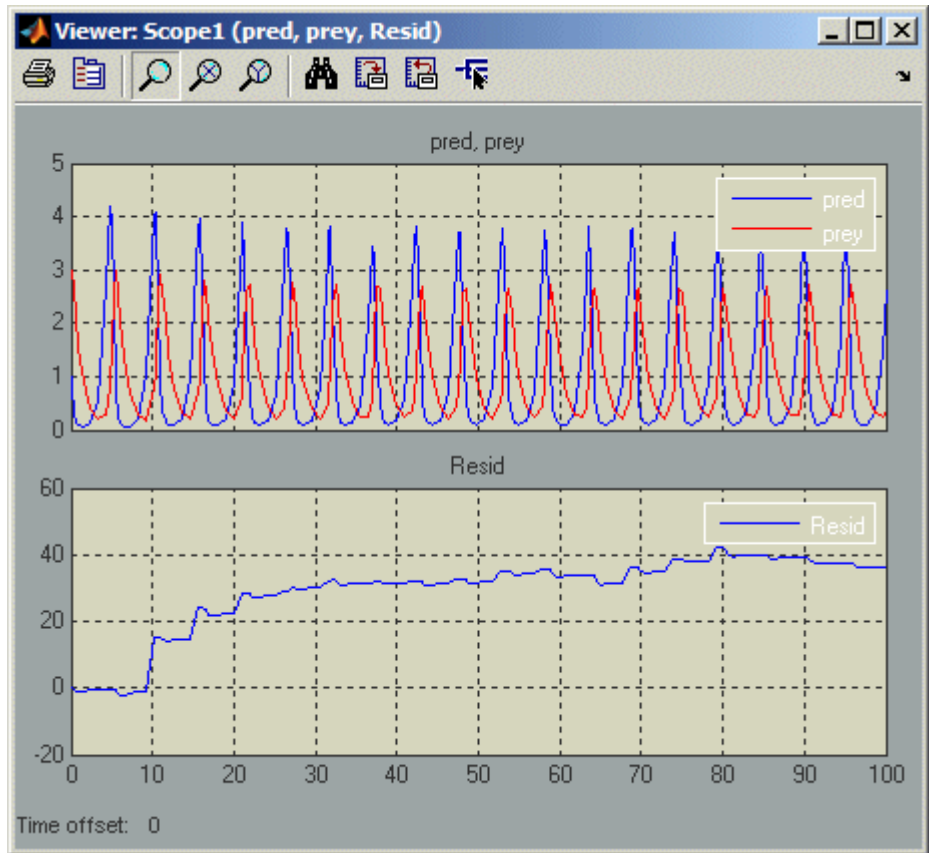 Viewer: Scope1 (pred, prey, Resid)
pred, prey
5
4
3
2
1
0
pred
prey
Resid
60
40
20
0
-20
Resid
0 10 20 30 40 50 60 70 80 90 100
Time offset: 0